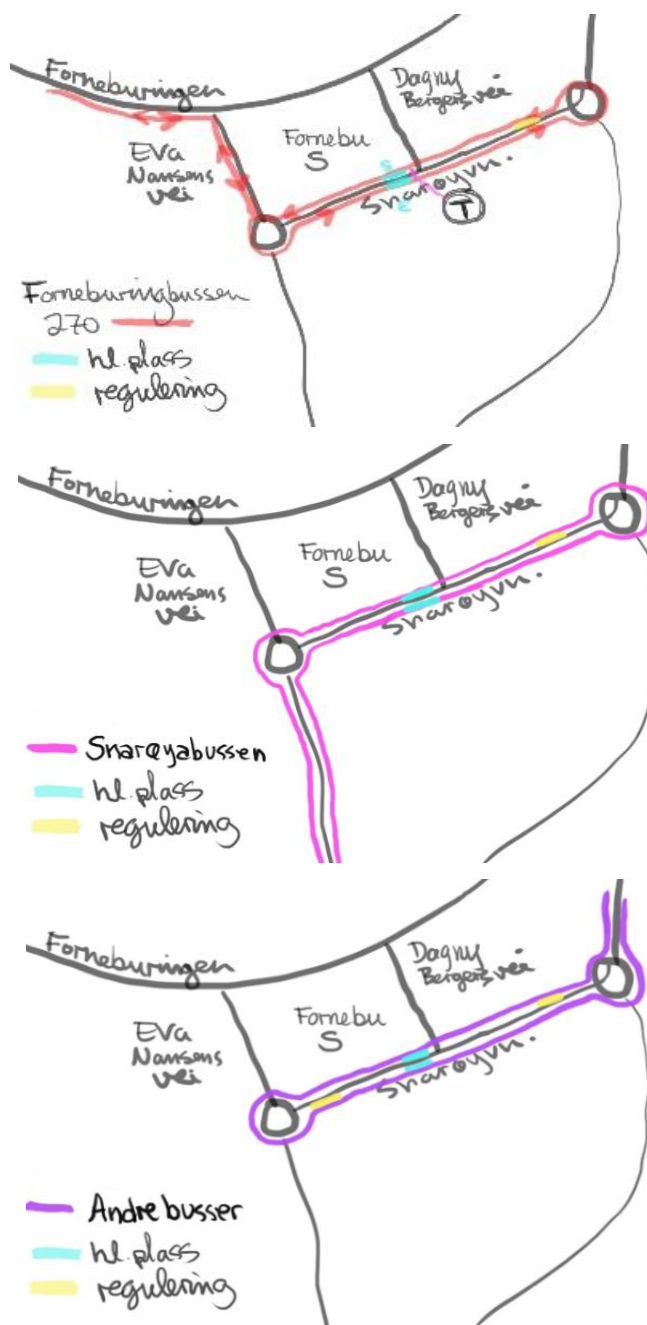 Forneburingen
Dagny
Bergers vei
Eva
Nansens
vei
Fornebu
S
S
Snarøyvn.
T
Forneburingbussen
270
hl. plass
regulering
Forneburingen
Dagny
Bergers vei
Eva
Nansens
vei
Fornebu
S
Snarøyvn.
Snarøyabussen
hl. plass
regulering
Forneburingen
Dagny
Bergers vei
Eva
Nansens
vei
Fornebu
S
Snarøyvn.
Andre busser
hl. plass
regulering